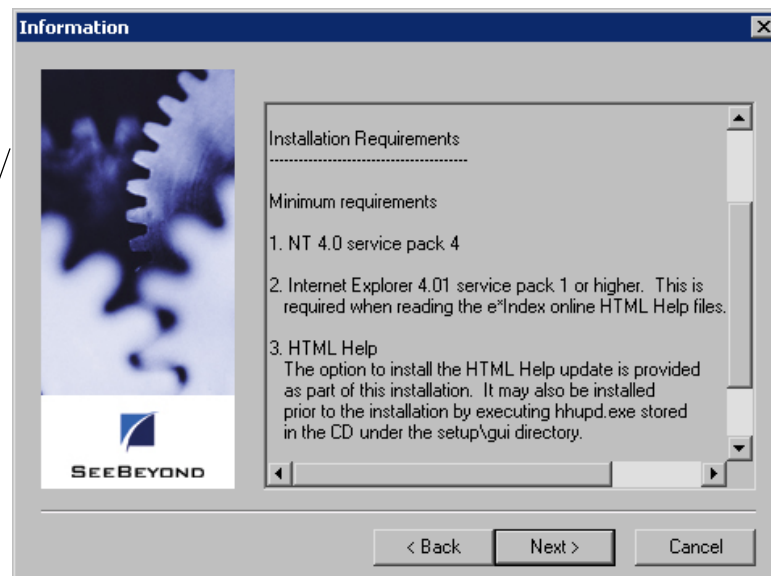 Information
Installation Requirements
---------------------------------------
Minimum requirements
1. NT 4.0 service pack 4
2. Internet Explorer 4.01 service pack 1 or higher. This is
required when reading the e*Index online HTML Help files.
3. HTML Help
The option to install the HTML Help update is provided
as part of this installation. It may also be installed
prior to the installation by executing hhupd.exe stored
in the CD under the setup\gui directory.
SEEBEYOND
< Back
Next >
Cancel